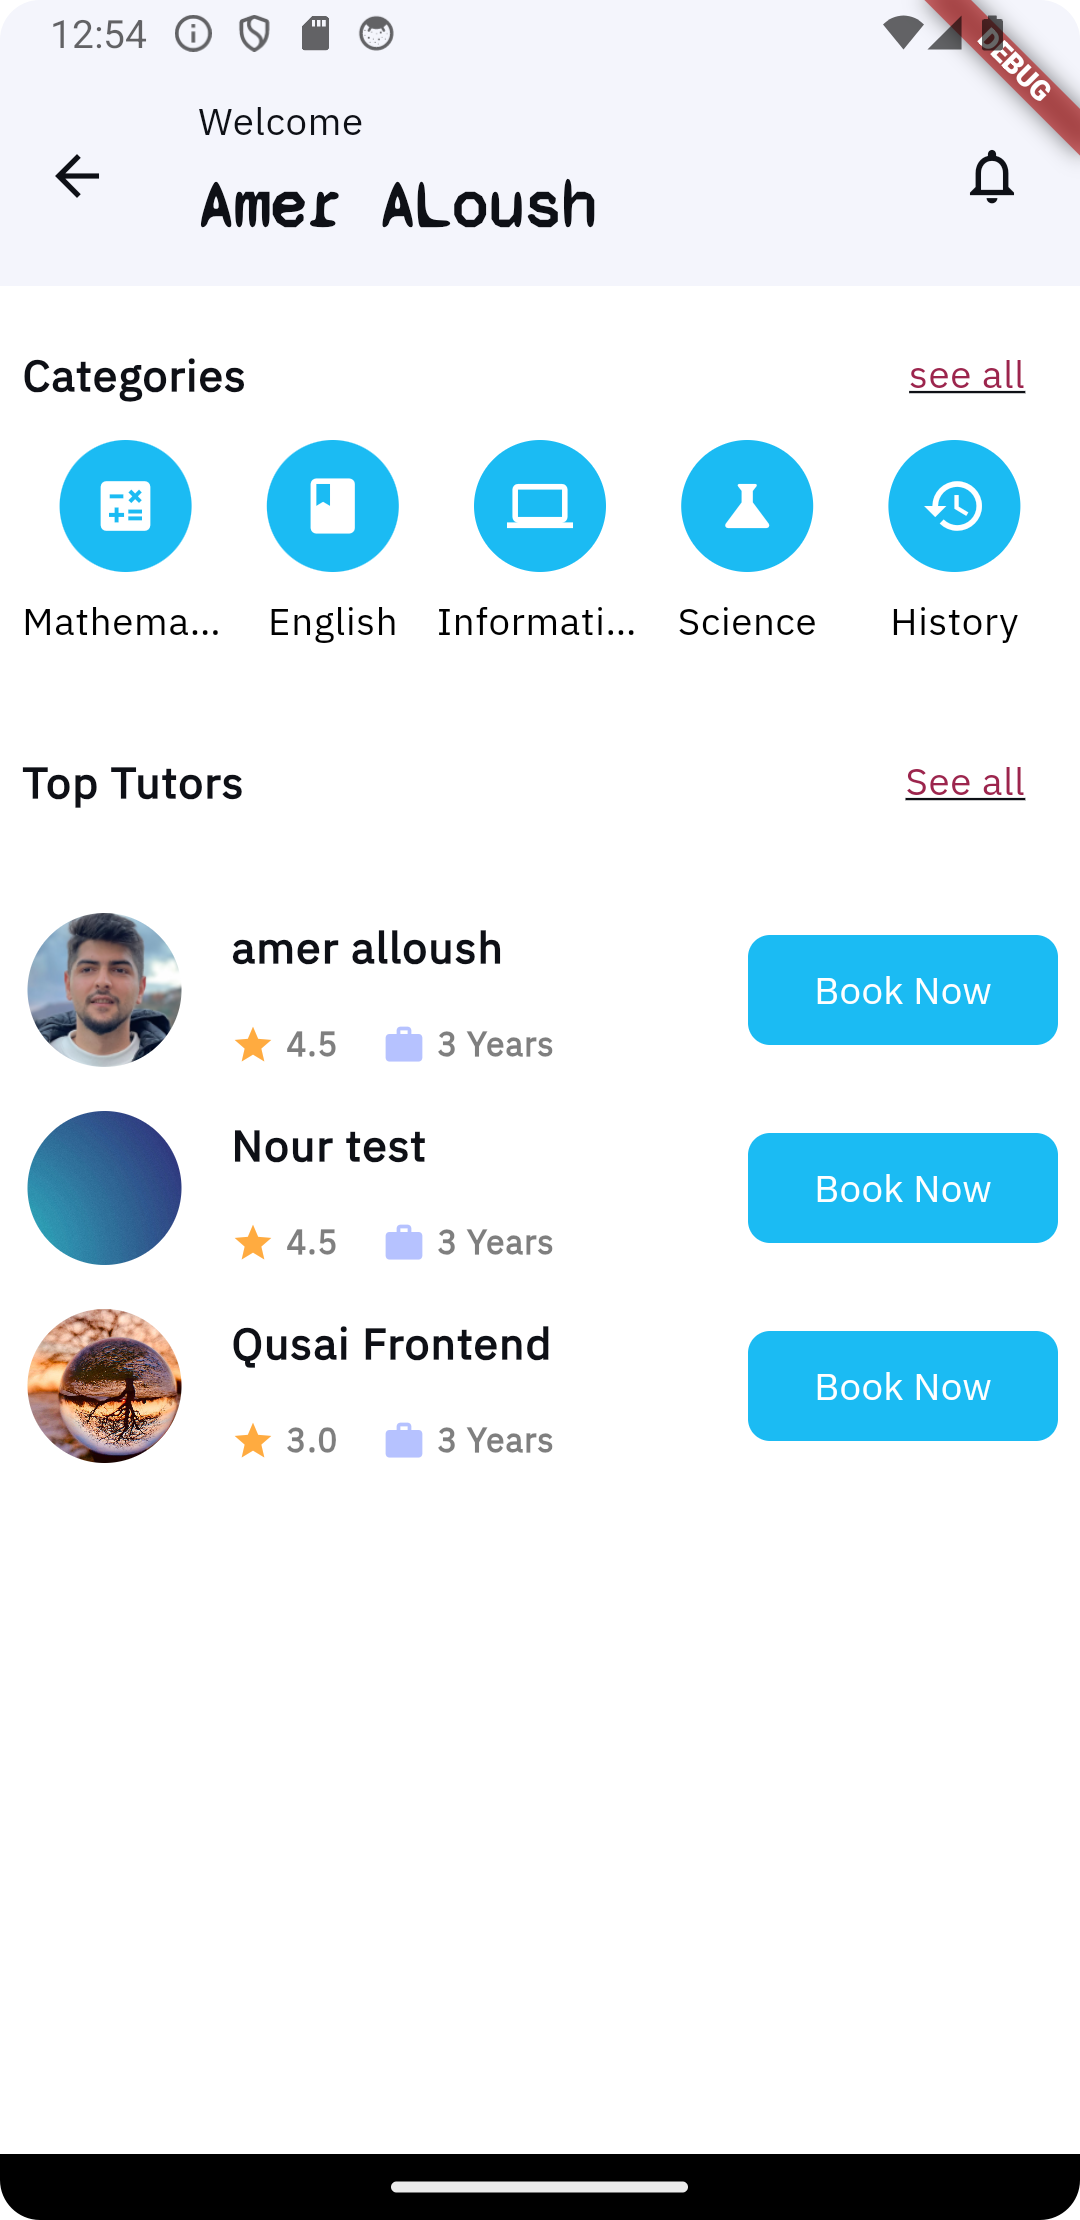 12:54
DEBUG
Welcome
Amer ALoush
Categories see all
Mathema... English Informati... Science History
Top Tutors See all
amer alloush
4.5 3 Years Book Now
Nour test
4.5 3 Years Book Now
Qusai Frontend
3.0 3 Years Book Now